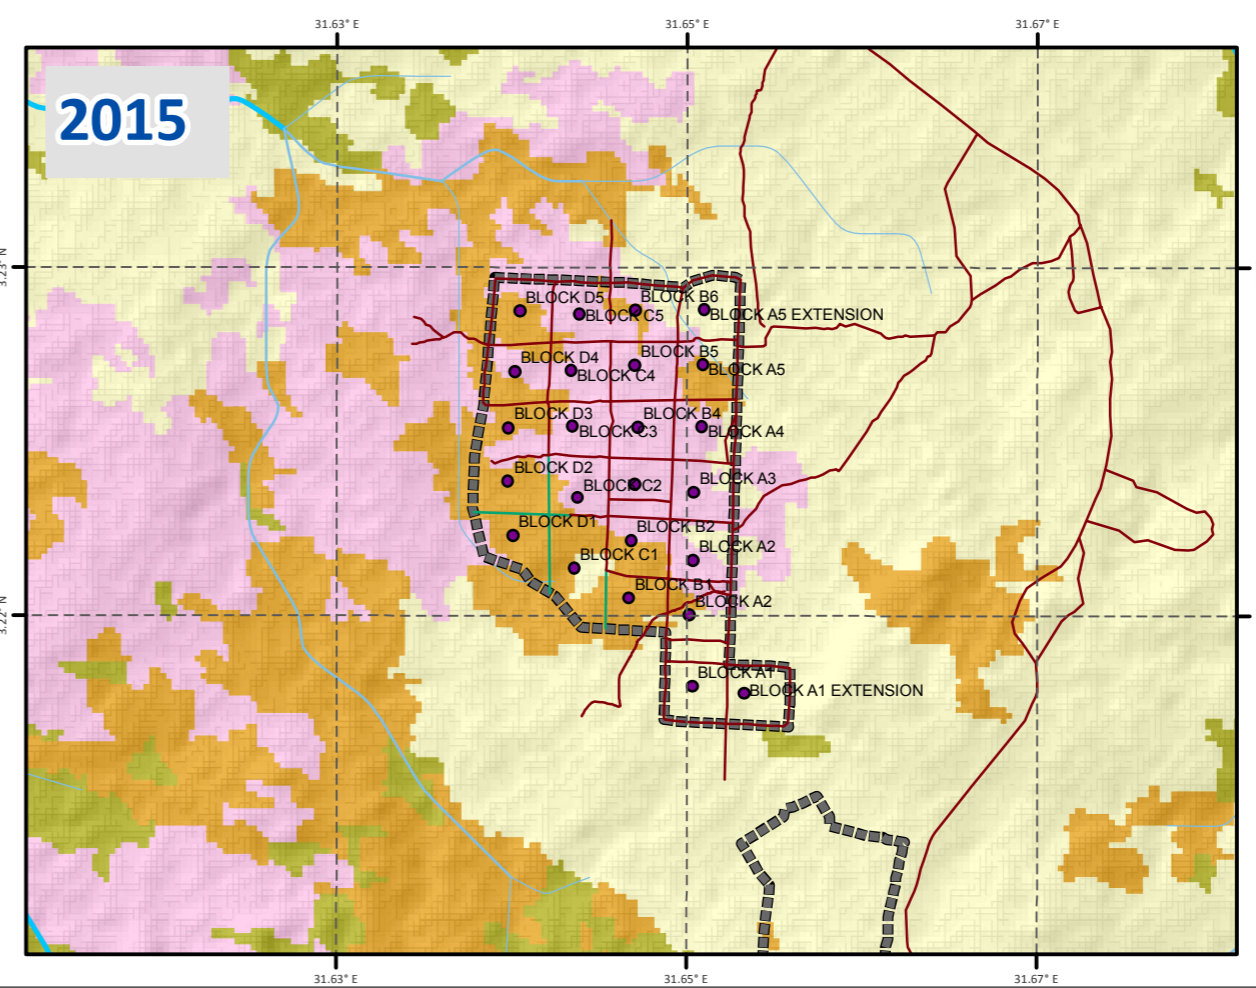 31.63° E 31.65° E 31.67° E
2015
3.23° N
BLOCK D5 BLOCK B6
BLOCK C5 BLOCK A5 EXTENSION
BLOCK D4 BLOCK B5
BLOCK C4 BLOCK A5
BLOCK D3 BLOCK B4
BLOCK C3 BLOCK A4
BLOCK D2 BLOCK A3
BLOCK C2
BLOCK D1 BLOCK B2
BLOCK C1 BLOCK A2
BLOCK B1
BLOCK A2
3.22° N
BLOCK A1
BLOCK A1 EXTENSION
31.63° E 31.65° E 31.67° E